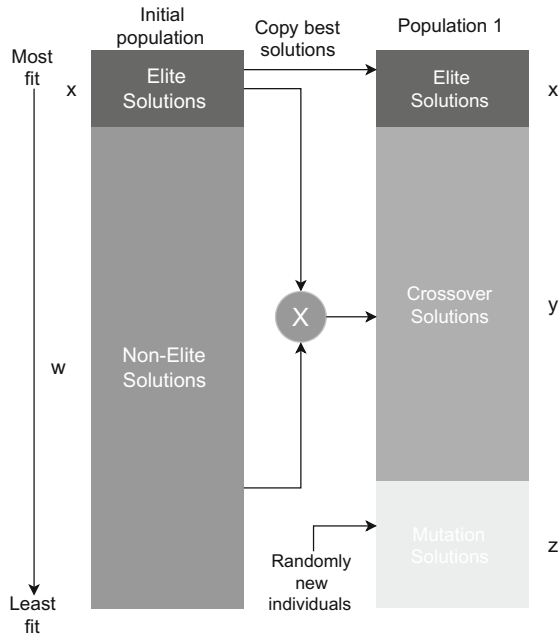 Initial
population
Copy best
solutions
Population 1
Most
fit
x
Elite
Solutions
Elite
Solutions
x
X
Crossover
Solutions
y
w
Non-Elite
Solutions
Mutation
Solutions
z
Randomly
new
individuals
Least
fit